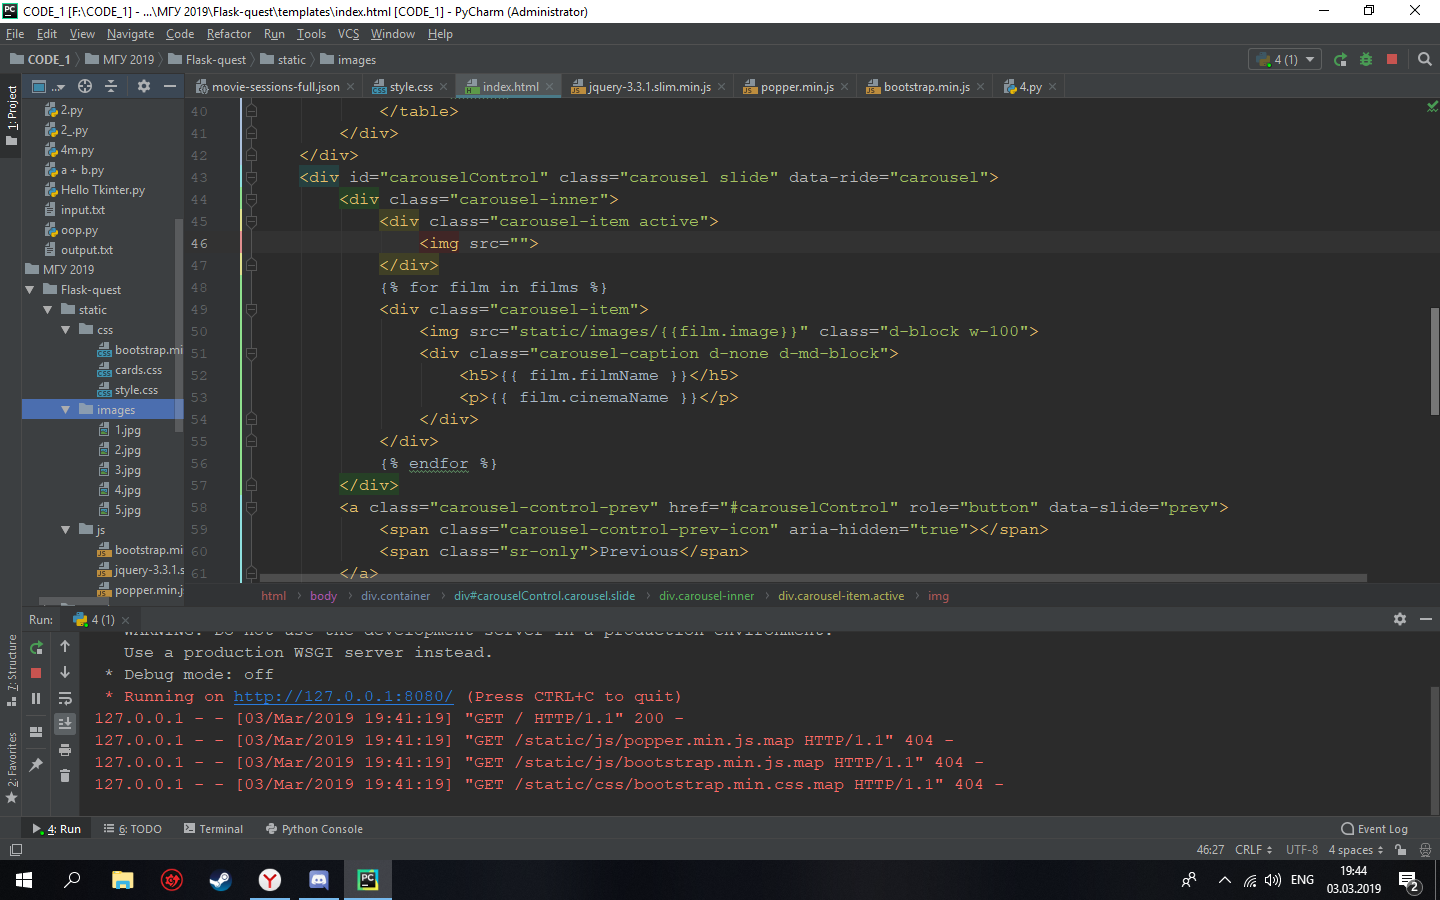 CODE_1 [F:\CODE_1] - ...\МГУ 2019\Flask-quest\templates\index.html [CODE_1] - PyCharm (Administrator)
File Edit View Navigate Code Refactor Run Tools VCS Window Help
CODE_1 МГУ 2019 Flask-quest static images 4 (1)
1: Project
movie-sessions-full.json style.css index.html jquery-3.3.1.slim.min.js popper.min.js bootstrap.min.js 4.py
2.py
2_.py
4m.py
a + b.py
Hello Tkinter.py
input.txt
oop.py
output.txt
МГУ 2019
Flask-quest
static
css
bootstrap.mi
cards.css
style.css
images
1.jpg
2.jpg
3.jpg
4.jpg
5.jpg
js
bootstrap.mi
jquery-3.3.1.s
popper.min.j
40 </table>
41 </div>
42 </div>
43 <div id="carouselControl" class="carousel slide" data-ride="carousel">
44 <div class="carousel-inner">
45 <div class="carousel-item active">
46 <img src="">
47 </div>
48 {% for film in films %}
49 <div class="carousel-item">
50 <img src="static/images/{{film.image}}" class="d-block w-100">
51 <div class="carousel-caption d-none d-md-block">
52 <h5>{{ film.filmName }}</h5>
53 <p>{{ film.cinemaName }}</p>
54 </div>
55 </div>
56 {% endfor %}
57 </div>
58 <a class="carousel-control-prev" href="#carouselControl" role="button" data-slide="prev">
59 <span class="carousel-control-prev-icon" aria-hidden="true"></span>
60 <span class="sr-only">Previous</span>
61 </a>
html body div.container div#carouselControl.carousel.slide div.carousel-inner div.carousel-item.active img
Run: 4 (1)
WARNING: Do not use the development server in a production environment.
Use a production WSGI server instead.
* Debug mode: off
* Running on http://127.0.0.1:8080/ (Press CTRL+C to quit)
127.0.0.1 - - [03/Mar/2019 19:41:19] "GET / HTTP/1.1" 200 -
127.0.0.1 - - [03/Mar/2019 19:41:19] "GET /static/js/popper.min.js.map HTTP/1.1" 404 -
127.0.0.1 - - [03/Mar/2019 19:41:19] "GET /static/js/bootstrap.min.js.map HTTP/1.1" 404 -
127.0.0.1 - - [03/Mar/2019 19:41:19] "GET /static/css/bootstrap.min.css.map HTTP/1.1" 404 -
7: Structure
2: Favorites
4: Run 6: TODO Terminal Python Console Event Log
46:27 CRLF UTF-8 4 spaces
PC ENG 19:44
03.03.2019 2